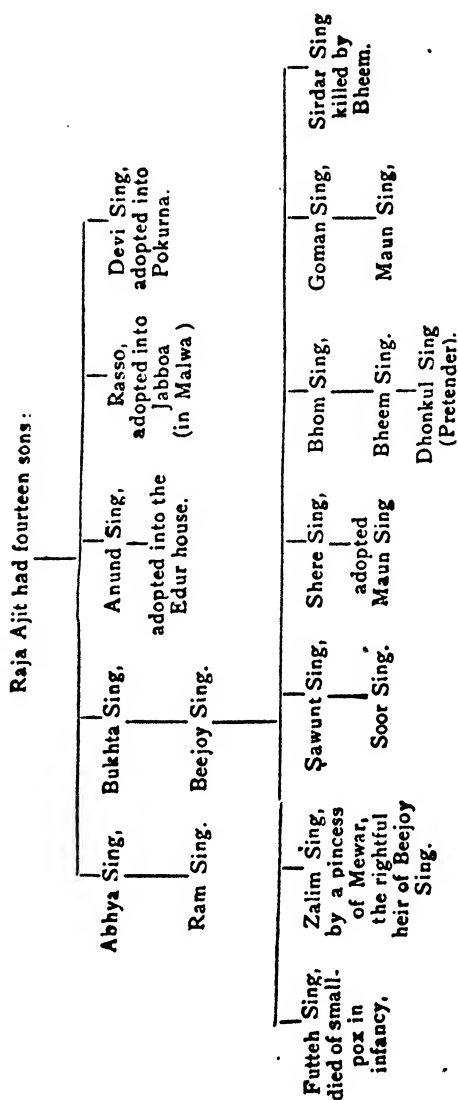 Raja Ajit had fourteen sons:
Abhya Sing,
Ram Sing.
Bukhta Sing,
Beejoy Sing.
Anund Sing,
adopted into the
Edur house.
Rasso,
adopted into
Jabboa
(in Malwa)
Devi Sing,
adopted into
Pokurna.
Futteh Sing,
died of small-
pox in
infancy,
Zalim Sing,
by a pincess
of Mewar,
the rightful
heir of Beejoy
Sing.
Sawunt Sing,
Soor Sing.
Shere Sing,
adopted
Maun Sing
Bhom Sing,
Bheem Sing.
Dhonkul Sing
(Pretender).
Goman Sing,
Maun Sing,
Sirdar Sing
killed by
Bheem.